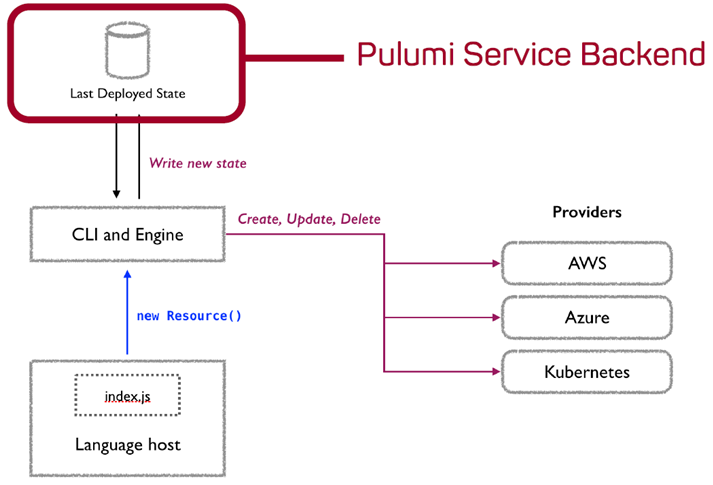 Pulumi Service Backend
Last Deployed State
Write new state
CLI and Engine
Create, Update, Delete
Providers
AWS
Azure
Kubernetes
new Resource()
index.js
Language host